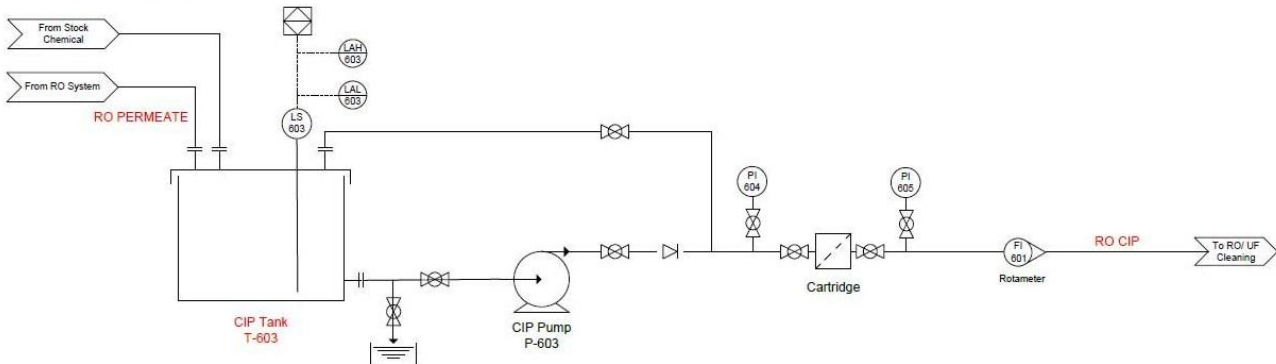 From Stock
Chemical
From RO System
RO PERMEATE
LAH
603
LAL
603
LS
603
PI
604
PI
605
FI
601
Rotameter
RO CIP
To RO/ UF
Cleaning
Cartridge
CIP Tank
T-603
CIP Pump
P-603